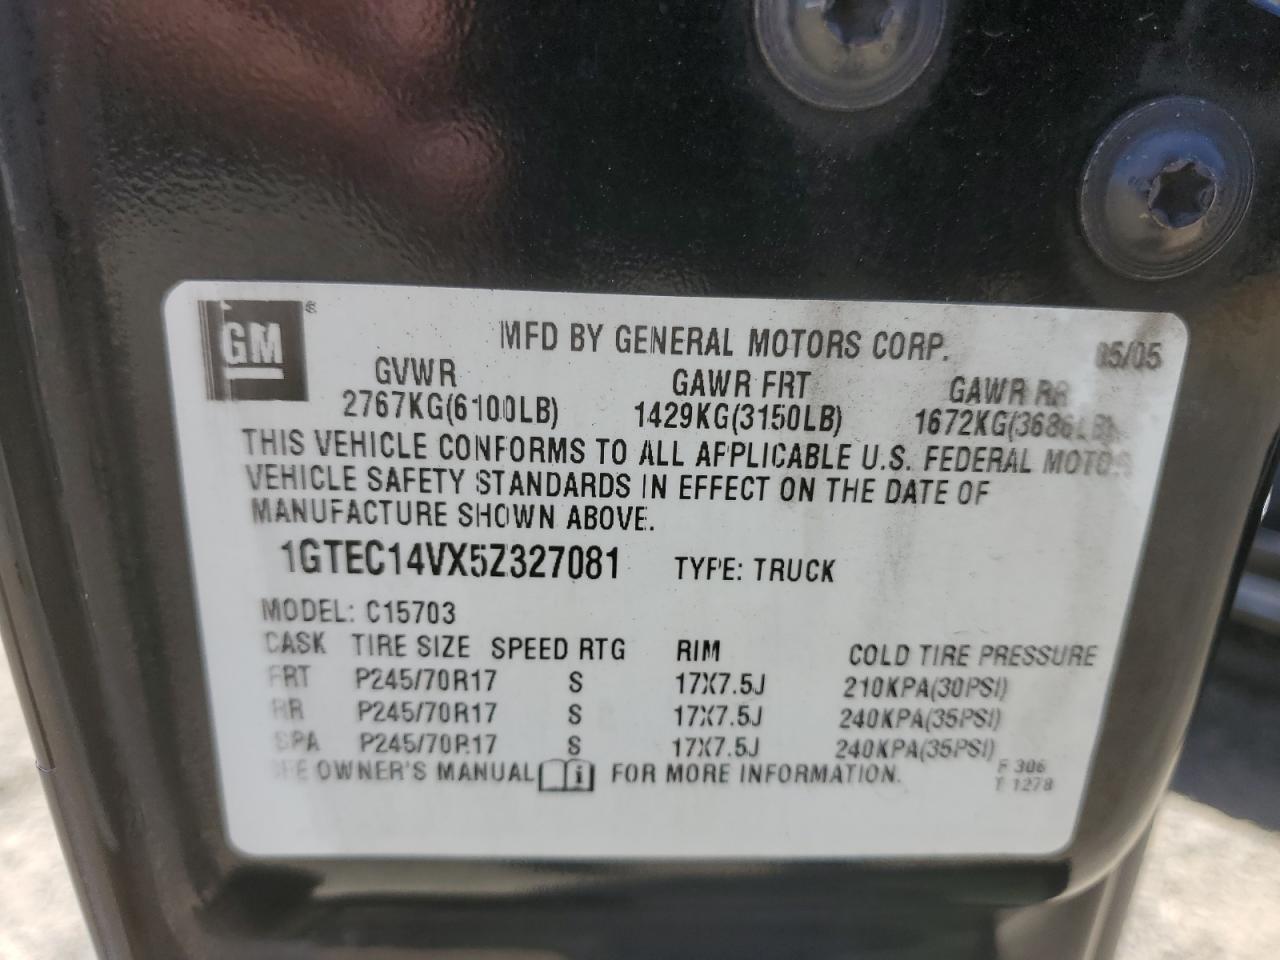 GM ®
MFD BY GENERAL MOTORS CORP. 05/05
GVWR GAWR FRT GAWR RR
2767KG(6100LB) 1429KG(3150LB) 1672KG(3686LB)
THIS VEHICLE CONFORMS TO ALL APPLICABLE U.S. FEDERAL MOTOR
VEHICLE SAFETY STANDARDS IN EFFECT ON THE DATE OF
MANUFACTURE SHOWN ABOVE.
1GTEC14VX5Z327081 TYPE: TRUCK
MODEL: C15703
CASK TIRE SIZE SPEED RTG RIM COLD TIRE PRESSURE
FRT P245/70R17 S 17X7.5J 210KPA(30PSI)
RR P245/70R17 S 17X7.5J 240KPA(35PSI)
SPA P245/70R17 S 17X7.5J 240KPA(35PSI)
SEE OWNER'S MANUAL i FOR MORE INFORMATION.
F 306
T 1278